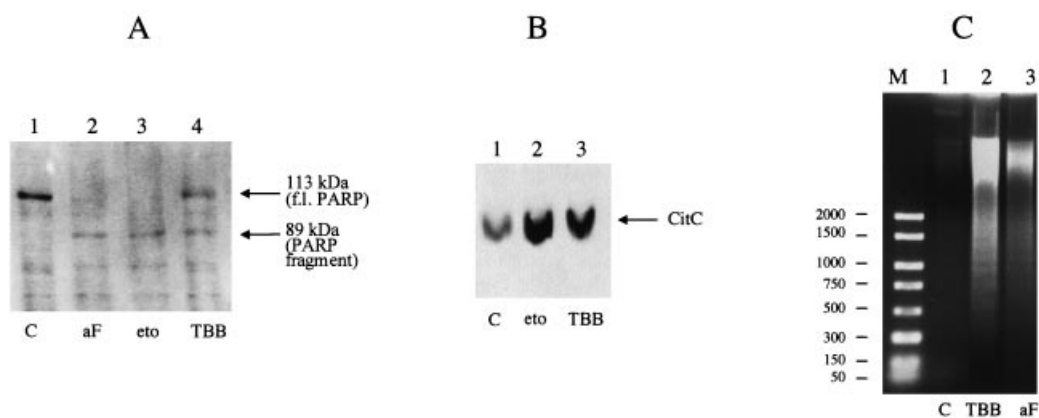 A
B
C
1 2 3 4
113 kDa
(f.l. PARP)
89 kDa
(PARP
fragment)
C aF eto TBB
1 2 3
CitC
C eto TBB
M 1 2 3
2000
1500
1000
750
500
300
150
50
C TBB aF